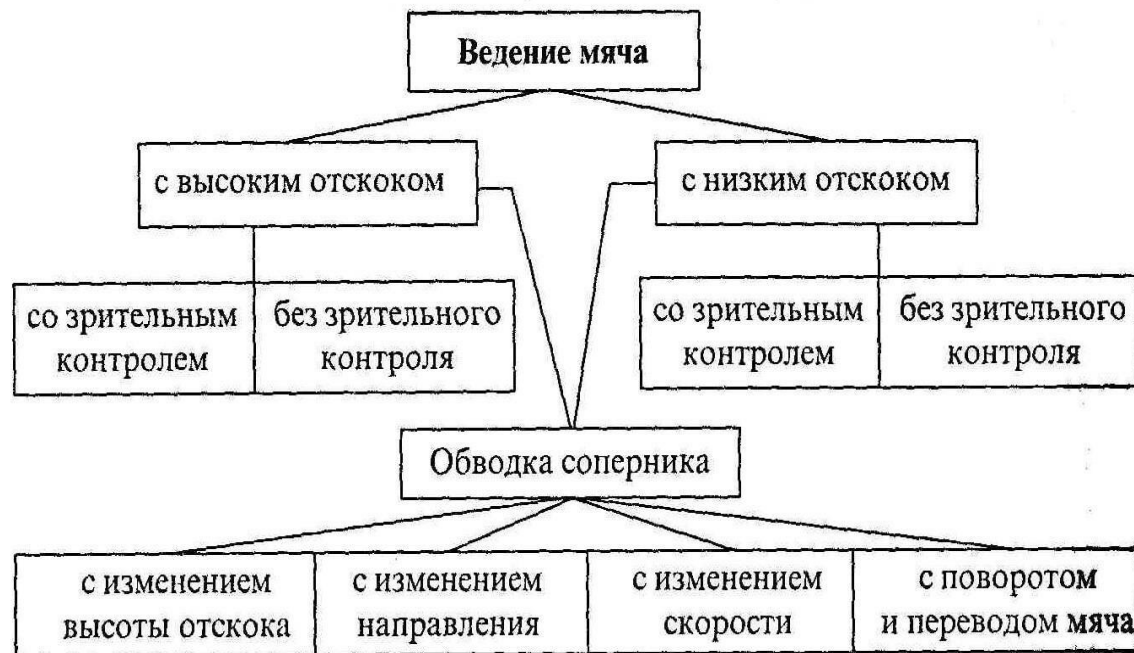 Ведение мяча
с высоким отскоком
с низким отскоком
со зрительным
контролем
без зрительного
контроля
со зрительным
контролем
без зрительного
контроля
Обводка соперника
с изменением
высоты отскока
с изменением
направления
с изменением
скорости
с поворотом
и переводом мяча